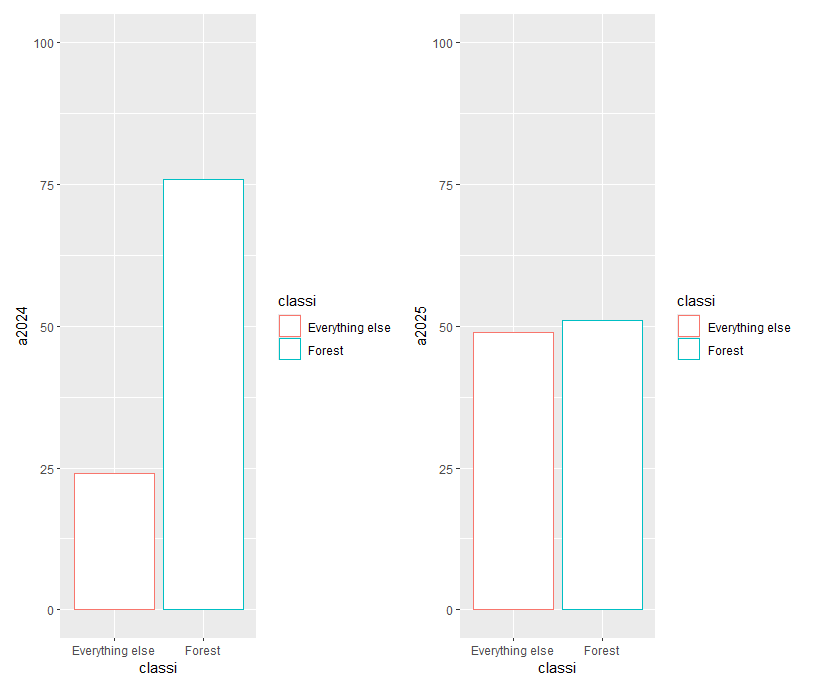 100
75
50
25
0
a2024
Everything else Forest
classi
classi
Everything else
Forest
100
75
50
25
0
a2025
Everything else Forest
classi
classi
Everything else
Forest